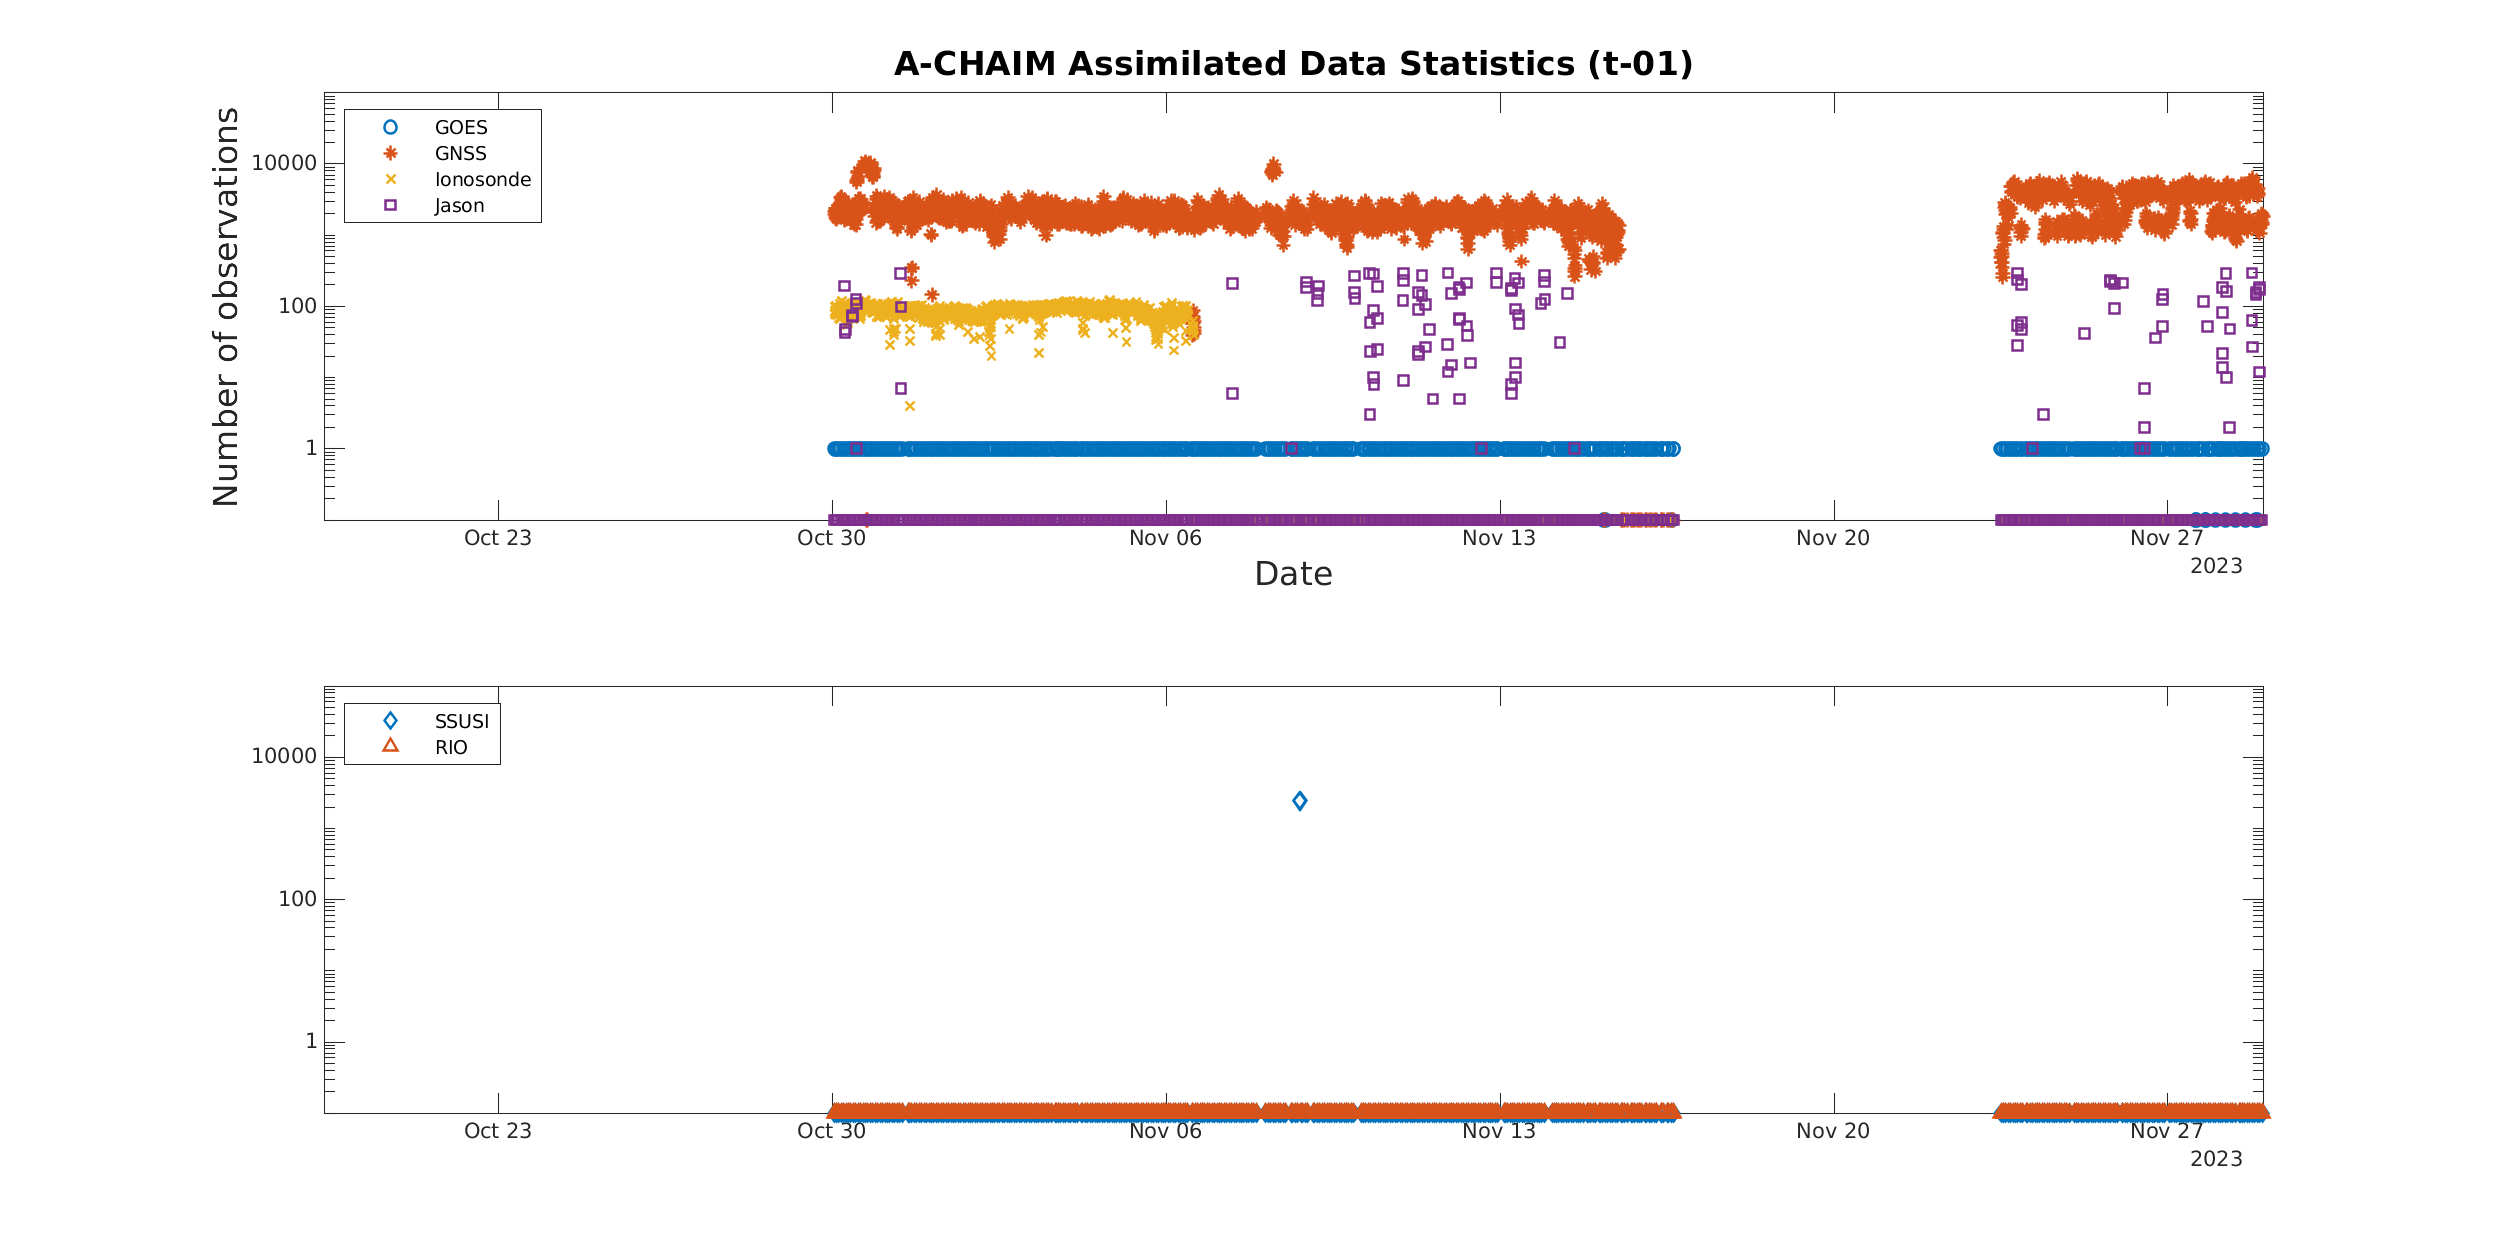 A-CHAIM Assimilated Data Statistics (t-01)
Number of observations
10000
100
1
GOES
GNSS
Ionosonde
Jason
Oct 23
Oct 30
Nov 06
Nov 13
Nov 20
Nov 27
2023
Date
10000
100
1
SSUSI
RIO
Oct 23
Oct 30
Nov 06
Nov 13
Nov 20
Nov 27
2023